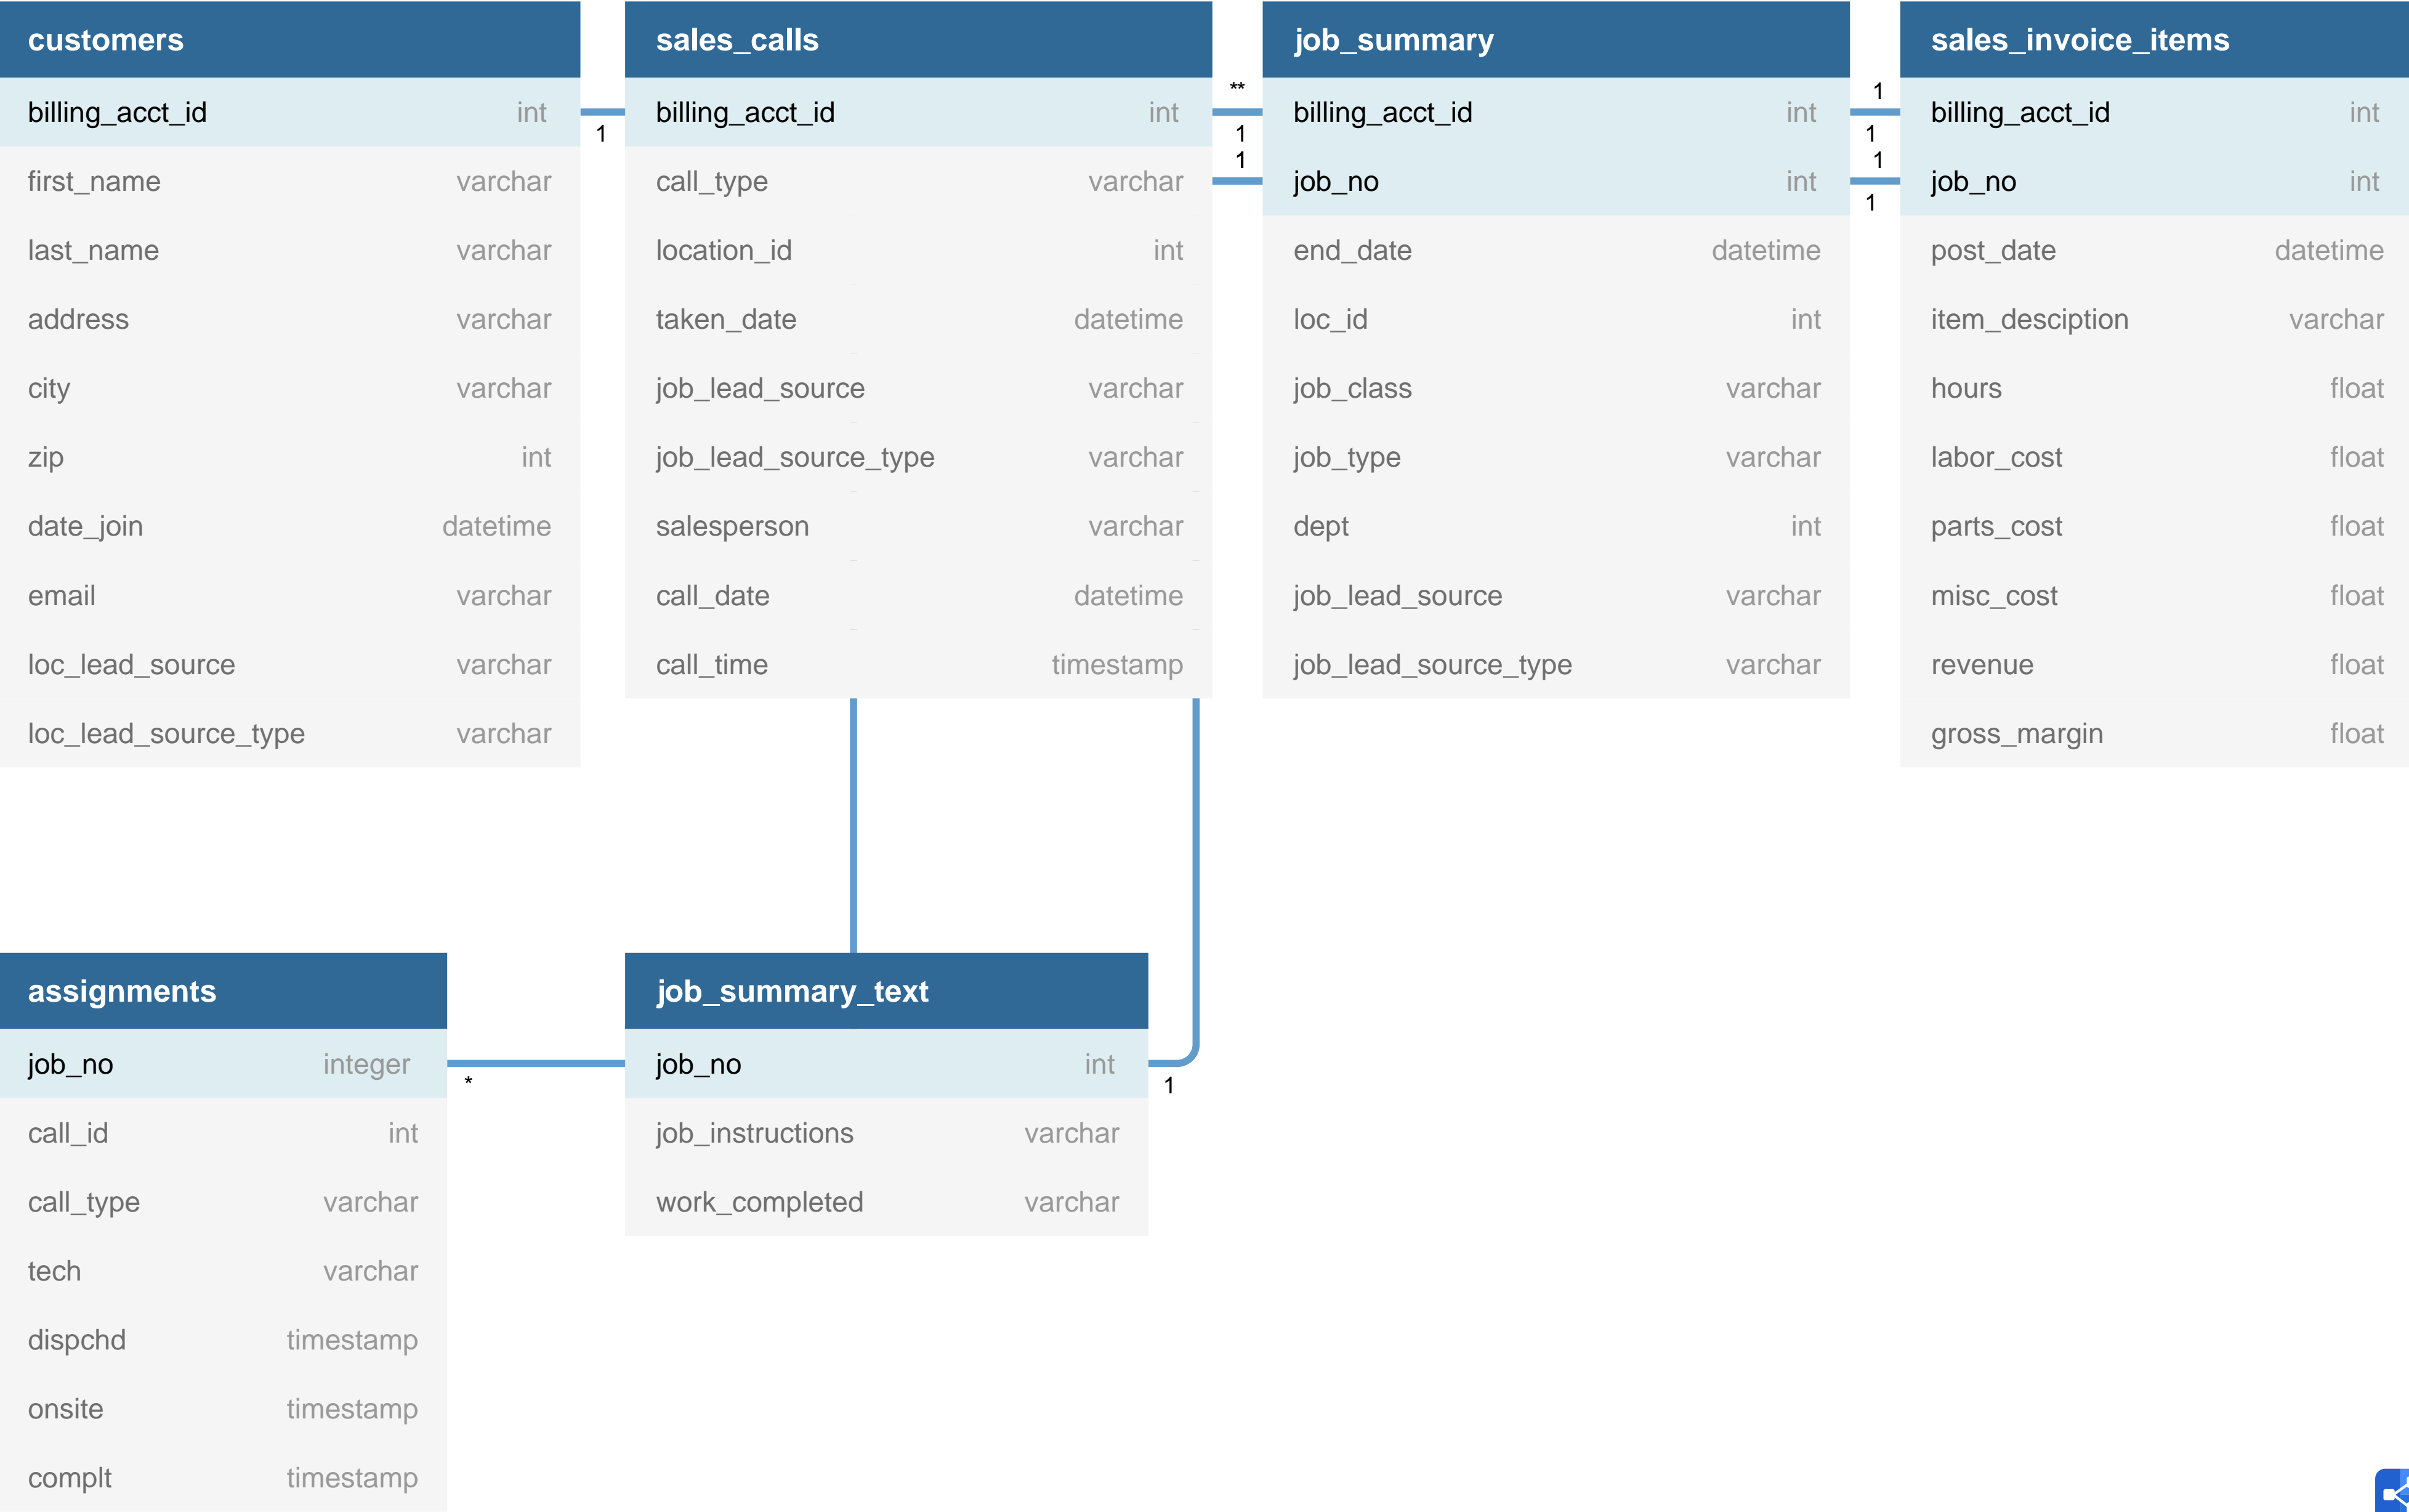 customers
billing_acct_id int
first_name varchar
last_name varchar
address varchar
city varchar
zip int
date_join datetime
email varchar
loc_lead_source varchar
loc_lead_source_type varchar
1
sales_calls
billing_acct_id int
call_type varchar
location_id int
taken_date datetime
job_lead_source varchar
job_lead_source_type varchar
salesperson varchar
call_date datetime
call_time timestamp
**
1
1
job_summary
billing_acct_id int
job_no int
end_date datetime
loc_id int
job_class varchar
job_type varchar
dept int
job_lead_source varchar
job_lead_source_type varchar
1
1
1
1
sales_invoice_items
billing_acct_id int
job_no int
post_date datetime
item_desciption varchar
hours float
labor_cost float
parts_cost float
misc_cost float
revenue float
gross_margin float
assignments
job_no integer
call_id int
call_type varchar
tech varchar
dispchd timestamp
onsite timestamp
complt timestamp
*
job_summary_text
job_no int
job_instructions varchar
work_completed varchar
1